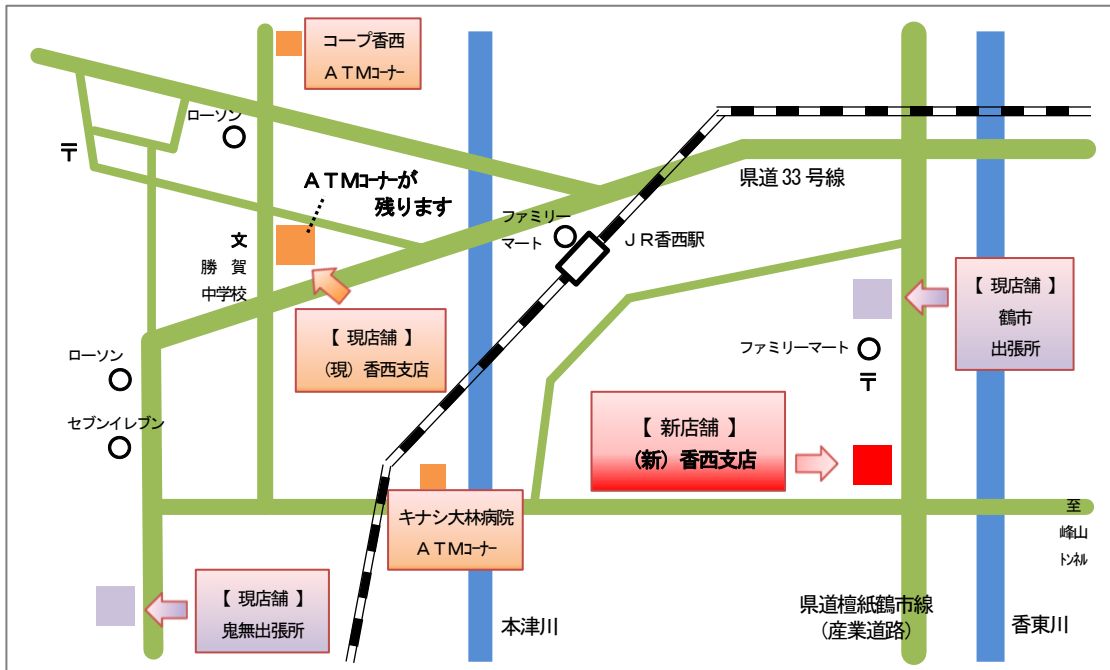 コープ香西
ＡＴＭコーナー
ローソン
〒
ＡＴＭコーナーが
残ります
文
勝賀
中学校
ファミリー
マート
ＪＲ香西駅
県道33号線
【 現店舗 】
(現) 香西支店
【 現店舗 】
鶴市
出張所
ファミリーマート
〒
ローソン
セブンイレブン
【 新店舗 】
(新) 香西支店
キナシ大林病院
ＡＴＭコーナー
至
峰山
トンネル
【 現店舗 】
鬼無出張所
本津川
県道檀紙鶴市線
(産業道路)
香東川